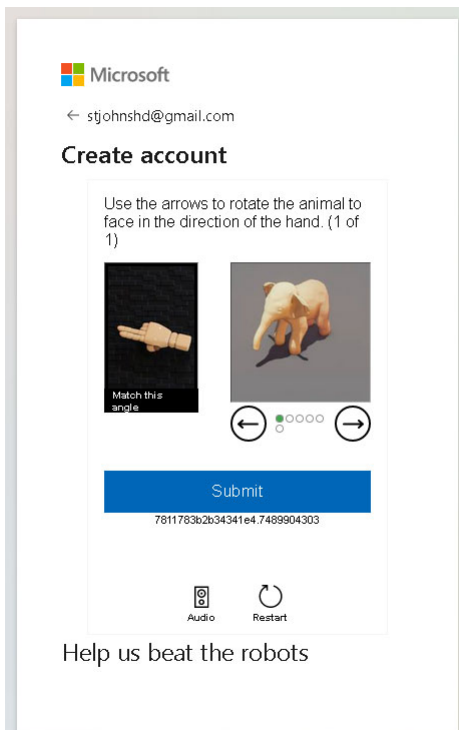 Microsoft
← stjohnshd@gmail.com
Create account
Use the arrows to rotate the animal to
face in the direction of the hand. (1 of
1)
Match this
angle
Submit
7811783b2b34341e4.7489904303
Audio
Restart
Help us beat the robots